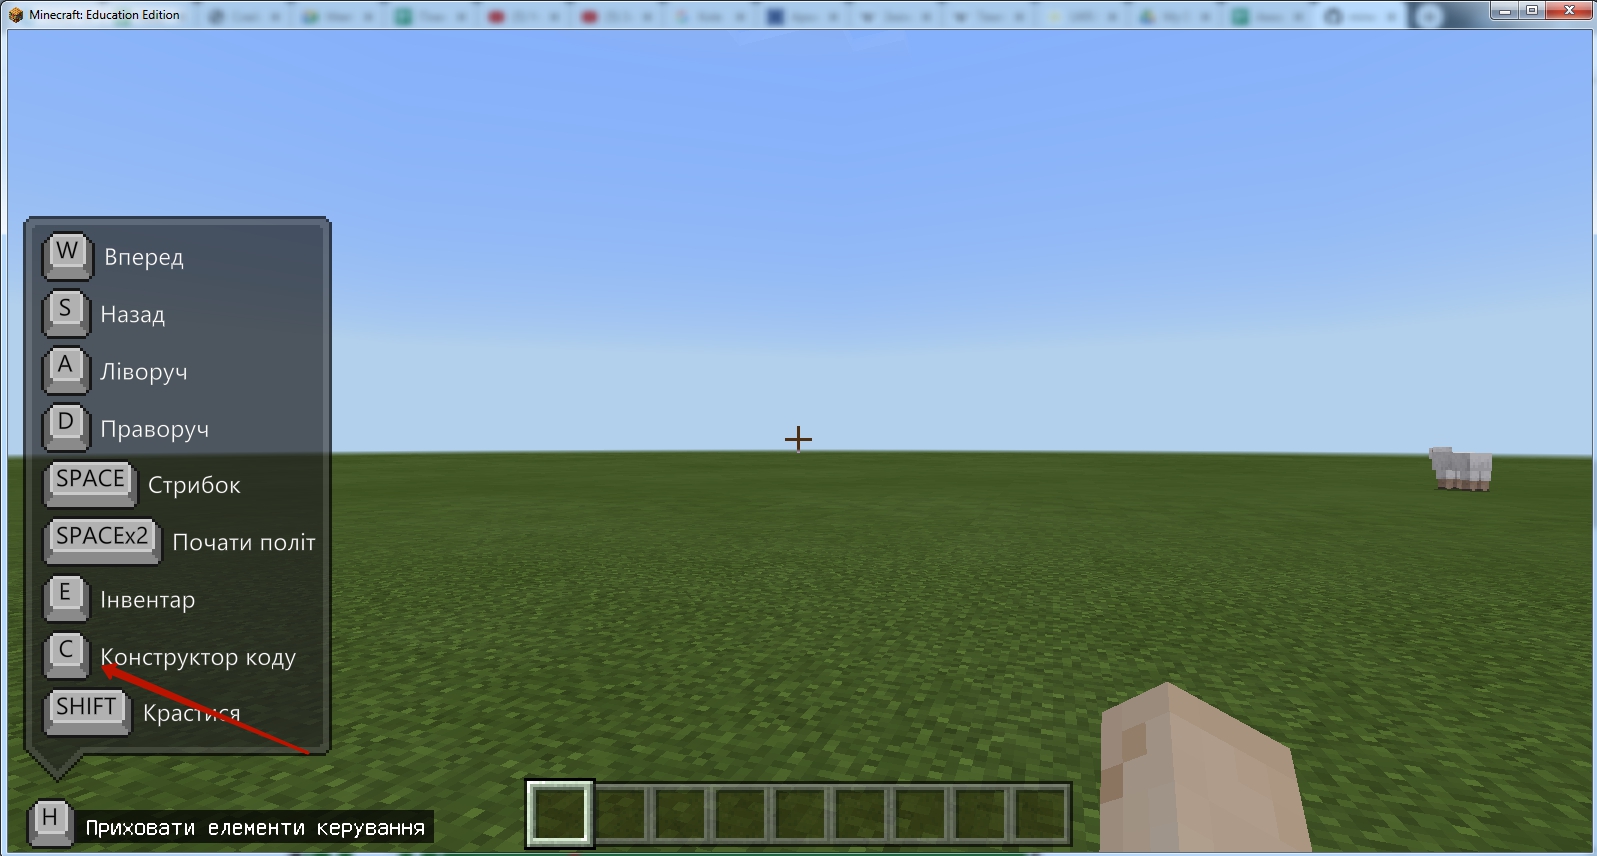 Minecraft: Education Edition
W Вперед
S Назад
A Ліворуч
D Праворуч
SPACE Стрибок
SPACEx2 Почати політ
E Інвентар
C Конструктор коду
SHIFT Крастися
H Приховати елементи керування